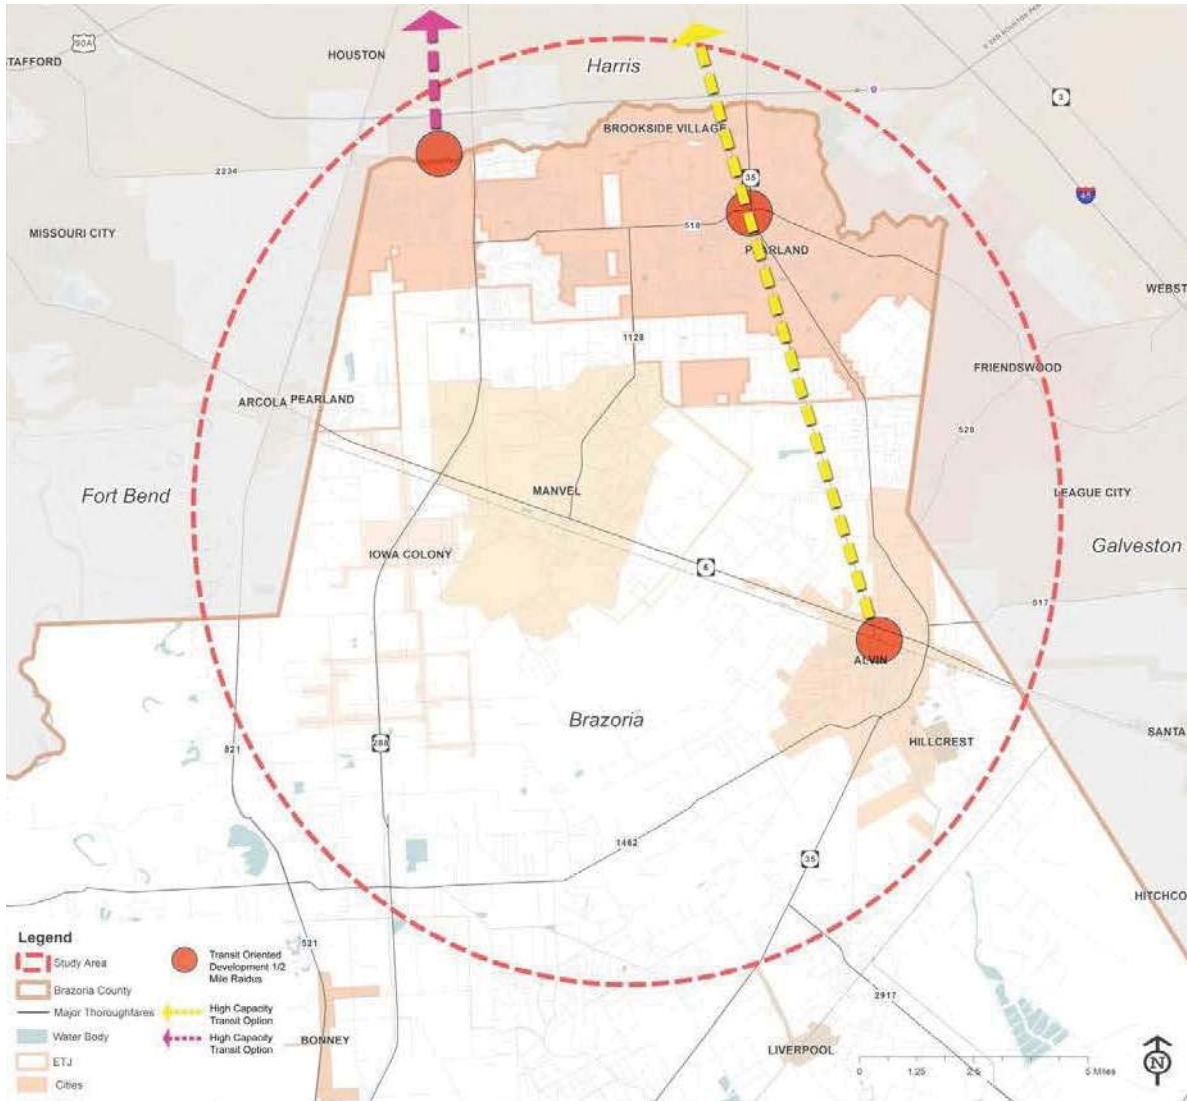 90A
TAFFORD
HOUSTON
Harris
3
9
BROOKSIDE VILLAGE
2234
35
45
MISSOURI CITY
518
PEARLAND
WEBST
1128
FRIENDSWOOD
ARCOLA PEARLAND
528
Fort Bend
MANVEL
LEAGUE CITY
Galveston
IOWA COLONY
6
517
ALVIN
Brazoria
288
521
HILLCREST
SANTA
1462
35
HITCHCO
521
2917
BONNEY
LIVERPOOL
Legend
Study Area
Brazoria County
Major Thoroughfares
Water Body
ETJ
Cities
Transit Oriented
Development 1/2
Mile Raidus
High Capacity
Transit Option
High Capacity
Transit Option
0 1.25 2.5 5 Miles
N